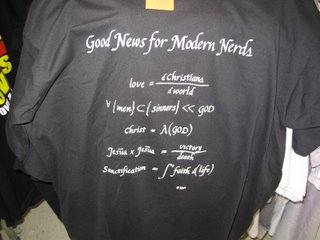 Good News for Modern Nerds
love = d Christians / d world
∀ {men} ⊂ {sinners} << GOD
Christ = λ(GOD)
Jesus x Jesus = victory / death
Sanctification = ∫ faith d(life)